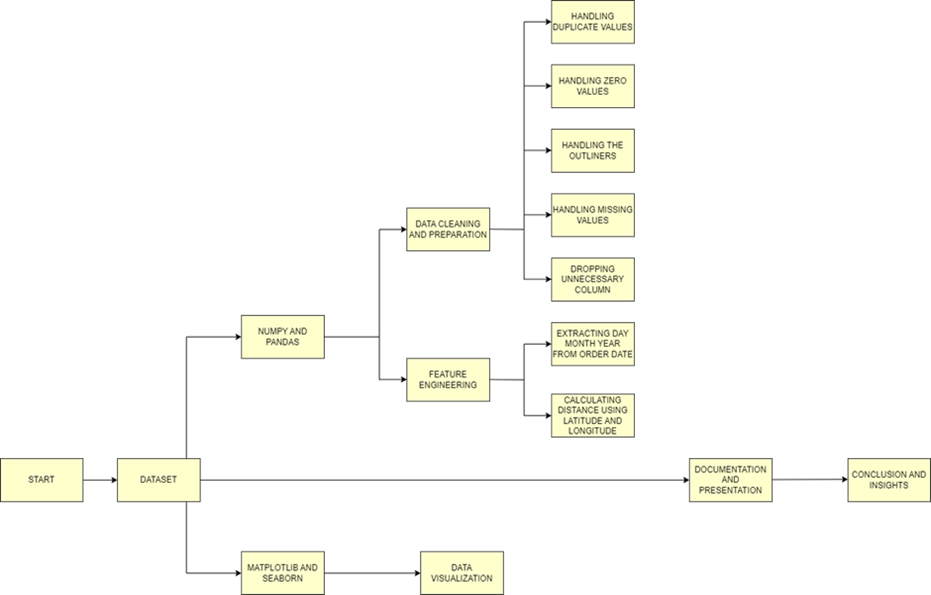 HANDLING
DUPLICATE VALUES
HANDLING ZERO
VALUES
HANDLING THE
OUTLINERS
HANDLING MISSING
VALUES
DATA CLEANING
AND PREPARATION
DROPPING
UNNECESSARY
COLUMN
NUMPY AND
PANDAS
EXTRACTING DAY
MONTH YEAR
FROM ORDER DATE
FEATURE
ENGINEERING
CALCULATING
DISTANCE USING
LATITUDE AND
LONGITUDE
START
DATASET
DOCUMENTATION
AND
PRESENTATION
CONCLUSION AND
INSIGHTS
MATPLOTLIB AND
SEABORN
DATA
VISUALIZATION